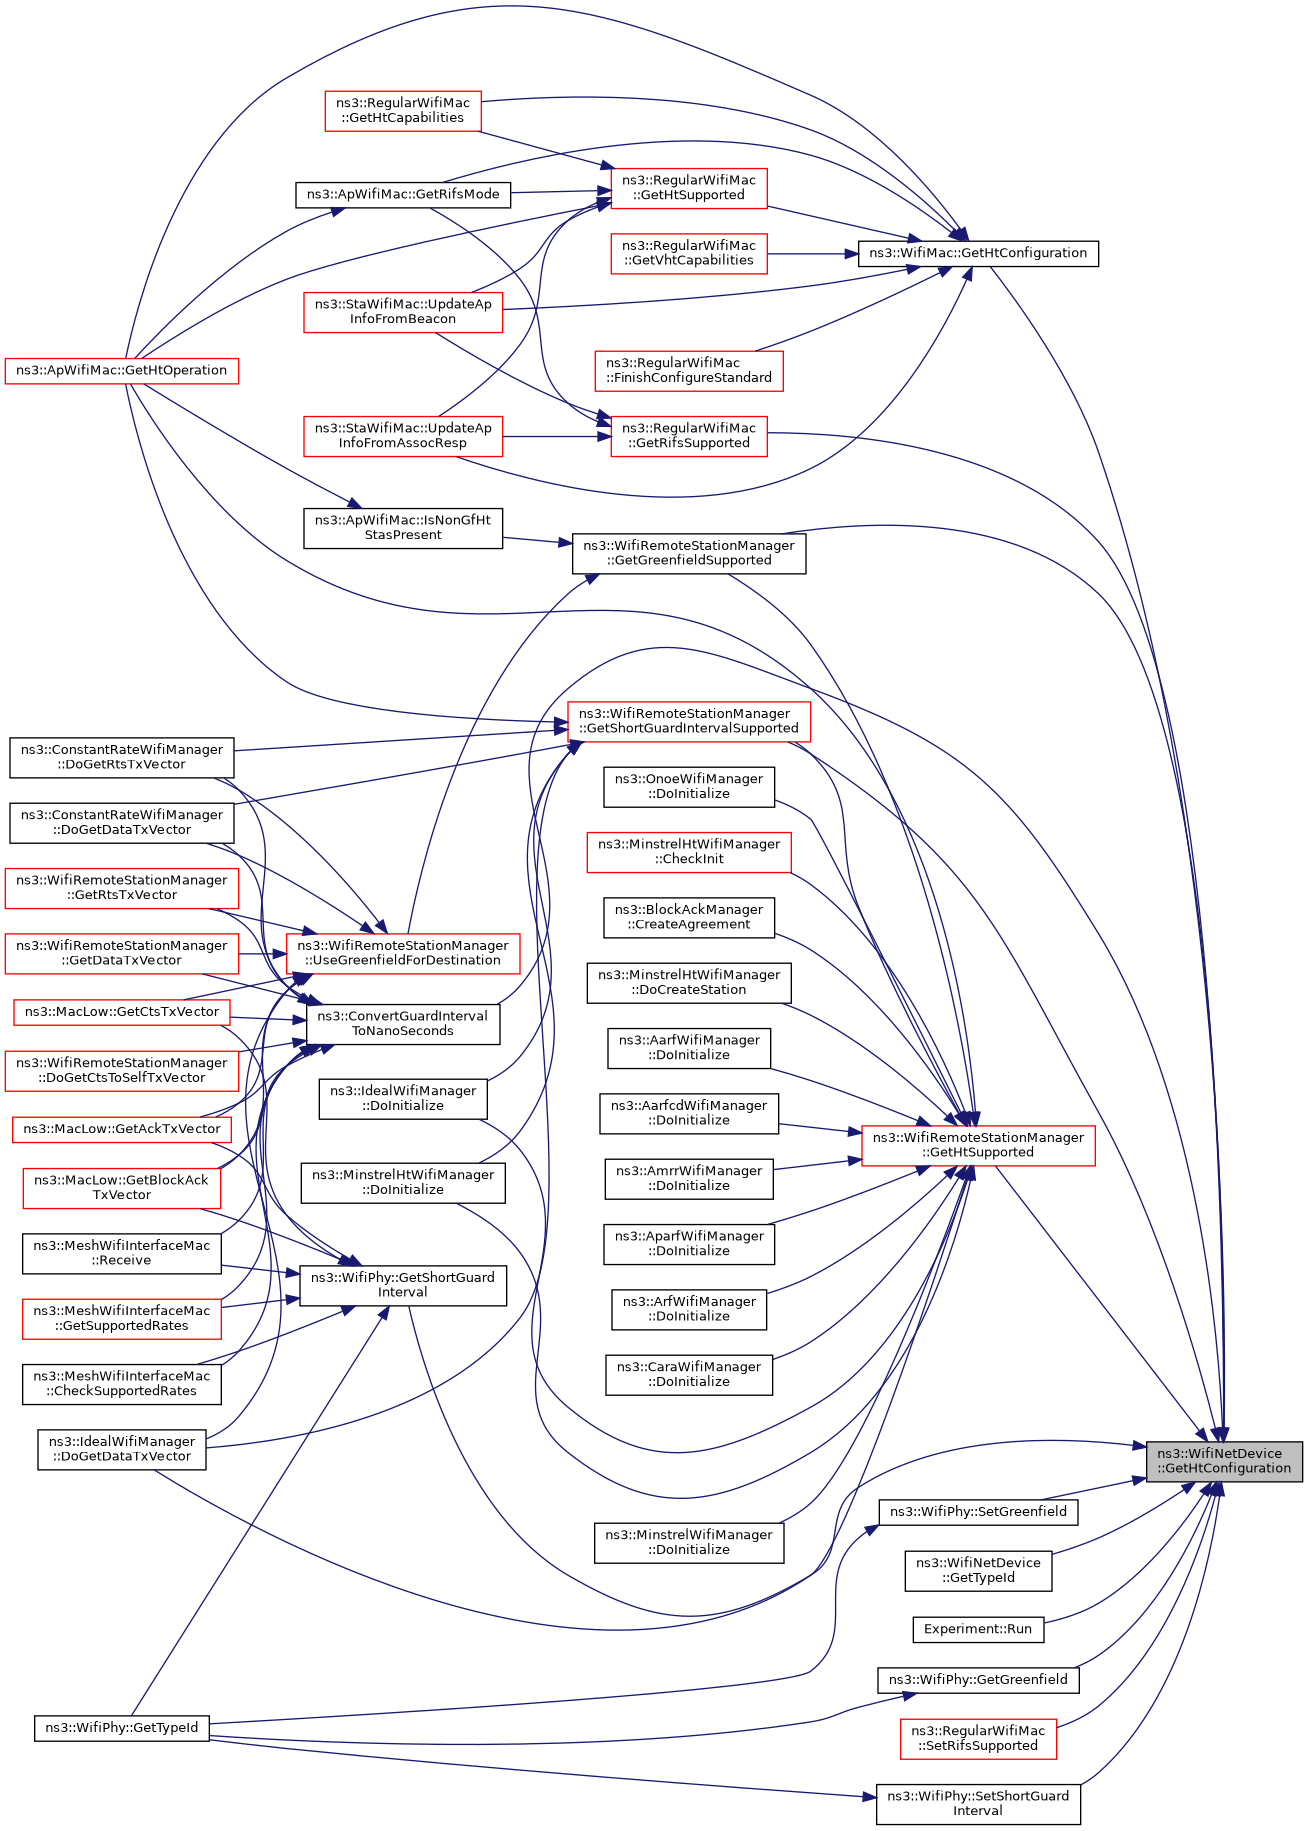 ns3::RegularWifiMac
::GetHtCapabilities
ns3::RegularWifiMac
::GetHtSupported
ns3::ApWifiMac::GetRifsMode
ns3::RegularWifiMac
::GetVhtCapabilities
ns3::WifiMac::GetHtConfiguration
ns3::StaWifiMac::UpdateAp
InfoFromBeacon
ns3::ApWifiMac::GetHtOperation
ns3::RegularWifiMac
::FinishConfigureStandard
ns3::StaWifiMac::UpdateAp
InfoFromAssocResp
ns3::RegularWifiMac
::GetRifsSupported
ns3::ApWifiMac::IsNonGfHt
StasPresent
ns3::WifiRemoteStationManager
::GetGreenfieldSupported
ns3::WifiRemoteStationManager
::GetShortGuardIntervalSupported
ns3::ConstantRateWifiManager
::DoGetRtsTxVector
ns3::OnoeWifiManager
::DoInitialize
ns3::ConstantRateWifiManager
::DoGetDataTxVector
ns3::MinstrelHtWifiManager
::CheckInit
ns3::WifiRemoteStationManager
::GetRtsTxVector
ns3::BlockAckManager
::CreateAgreement
ns3::WifiRemoteStationManager
::GetDataTxVector
ns3::WifiRemoteStationManager
::UseGreenfieldForDestination
ns3::MinstrelHtWifiManager
::DoCreateStation
ns3::MacLow::GetCtsTxVector
ns3::ConvertGuardInterval
ToNanoSeconds
ns3::AarfWifiManager
::DoInitialize
ns3::WifiRemoteStationManager
::DoGetCtsToSelfTxVector
ns3::IdealWifiManager
::DoInitialize
ns3::AarfcdWifiManager
::DoInitialize
ns3::MacLow::GetAckTxVector
ns3::WifiRemoteStationManager
::GetHtSupported
ns3::MacLow::GetBlockAck
TxVector
ns3::MinstrelHtWifiManager
::DoInitialize
ns3::AmrrWifiManager
::DoInitialize
ns3::MeshWifiInterfaceMac
::Receive
ns3::AparfWifiManager
::DoInitialize
ns3::WifiPhy::GetShortGuard
Interval
ns3::MeshWifiInterfaceMac
::GetSupportedRates
ns3::ArfWifiManager
::DoInitialize
ns3::MeshWifiInterfaceMac
::CheckSupportedRates
ns3::CaraWifiManager
::DoInitialize
ns3::IdealWifiManager
::DoGetDataTxVector
ns3::WifiNetDevice
::GetHtConfiguration
ns3::WifiPhy::SetGreenfield
ns3::MinstrelWifiManager
::DoInitialize
ns3::WifiNetDevice
::GetTypeId
Experiment::Run
ns3::WifiPhy::GetGreenfield
ns3::WifiPhy::GetTypeId
ns3::RegularWifiMac
::SetRifsSupported
ns3::WifiPhy::SetShortGuard
Interval